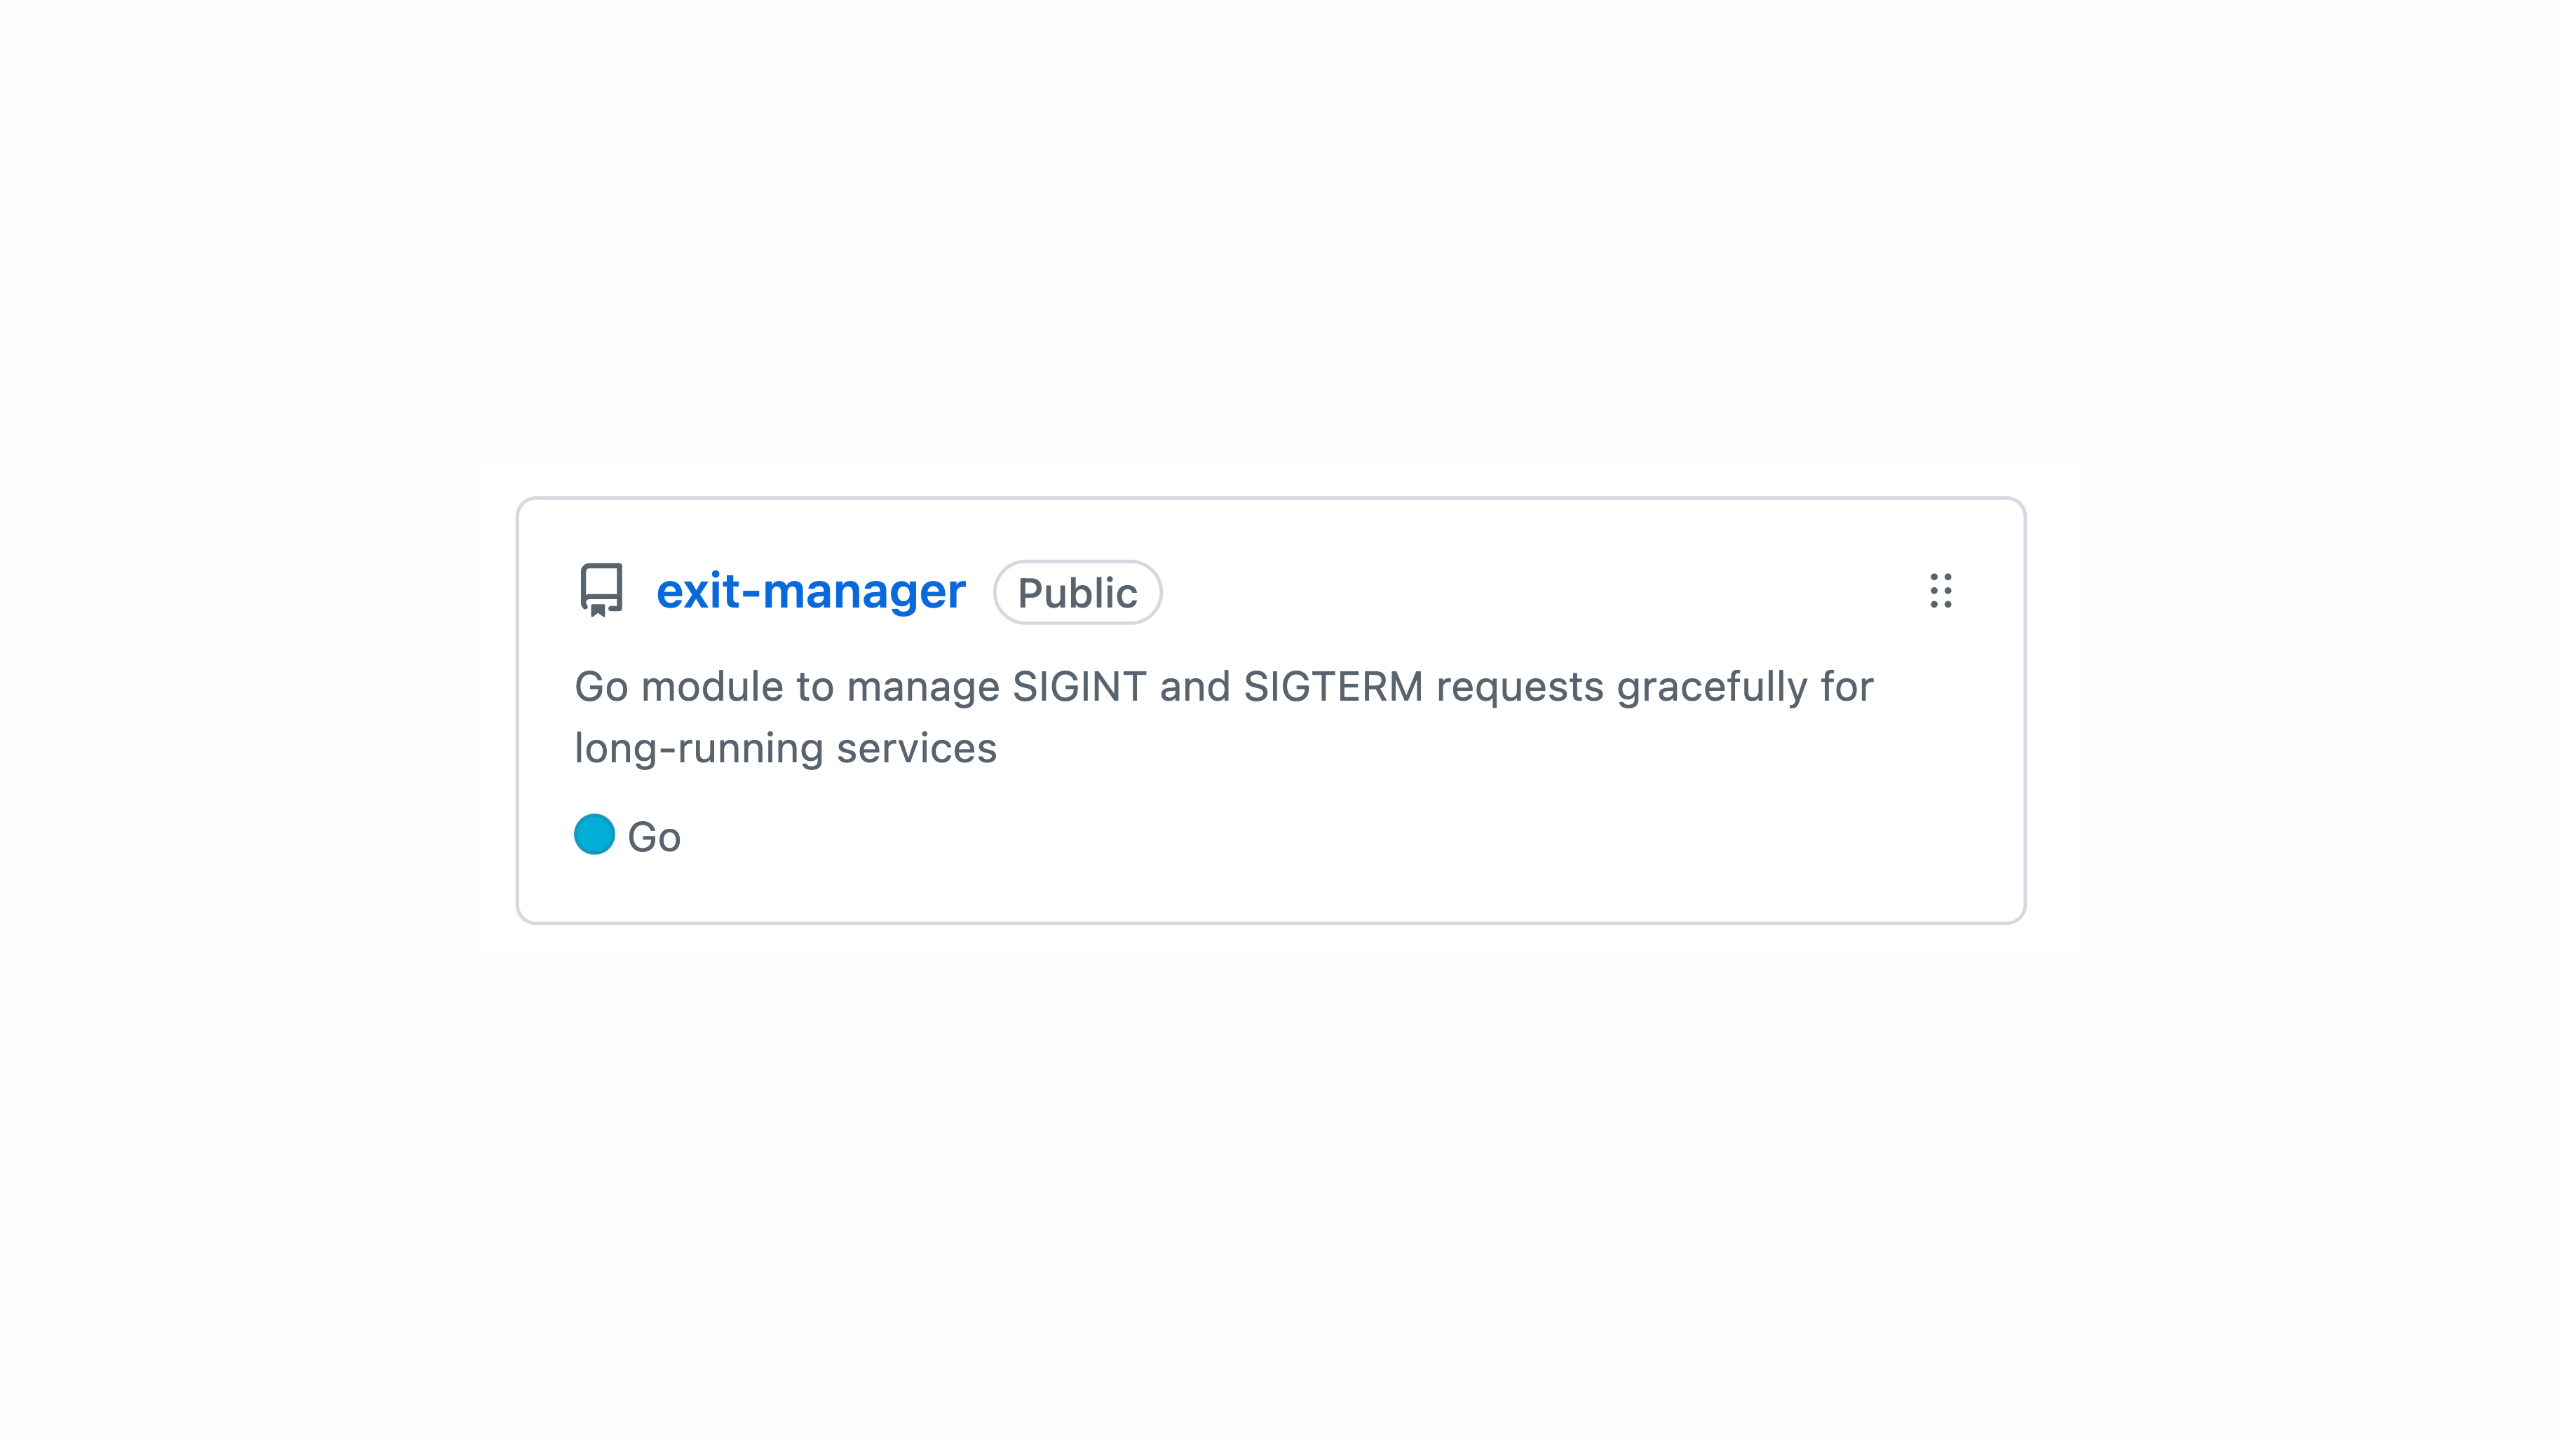 exit-manager Public
Go module to manage SIGINT and SIGTERM requests gracefully for
long-running services
Go